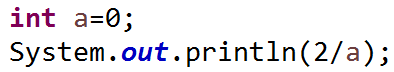 int a=0;
System.out.println(2/a);